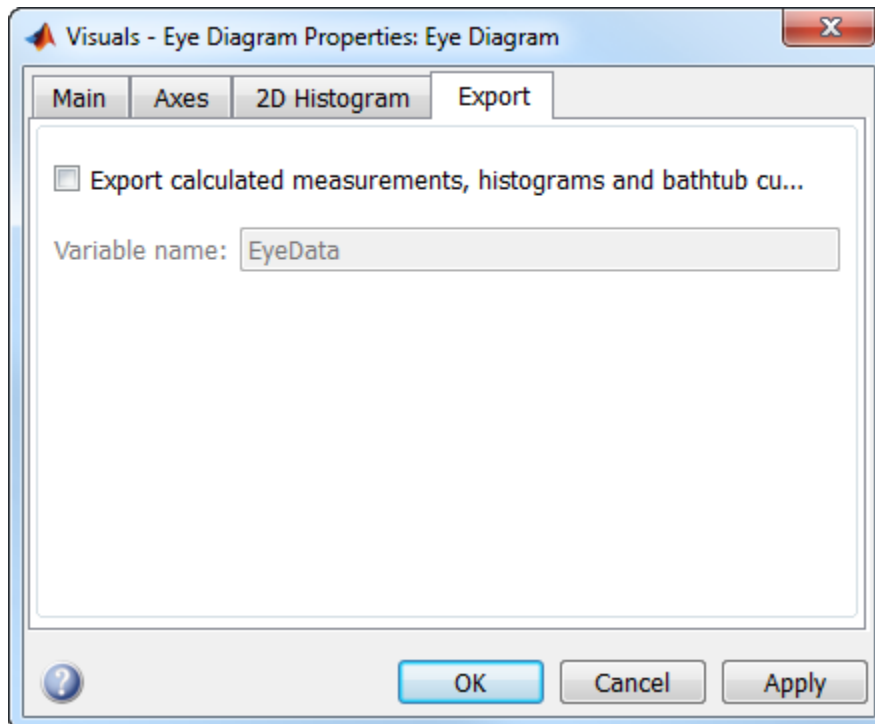 Visuals - Eye Diagram Properties: Eye Diagram
Main Axes 2D Histogram Export
Export calculated measurements, histograms and bathtub cu...
Variable name: EyeData
? OK Cancel Apply